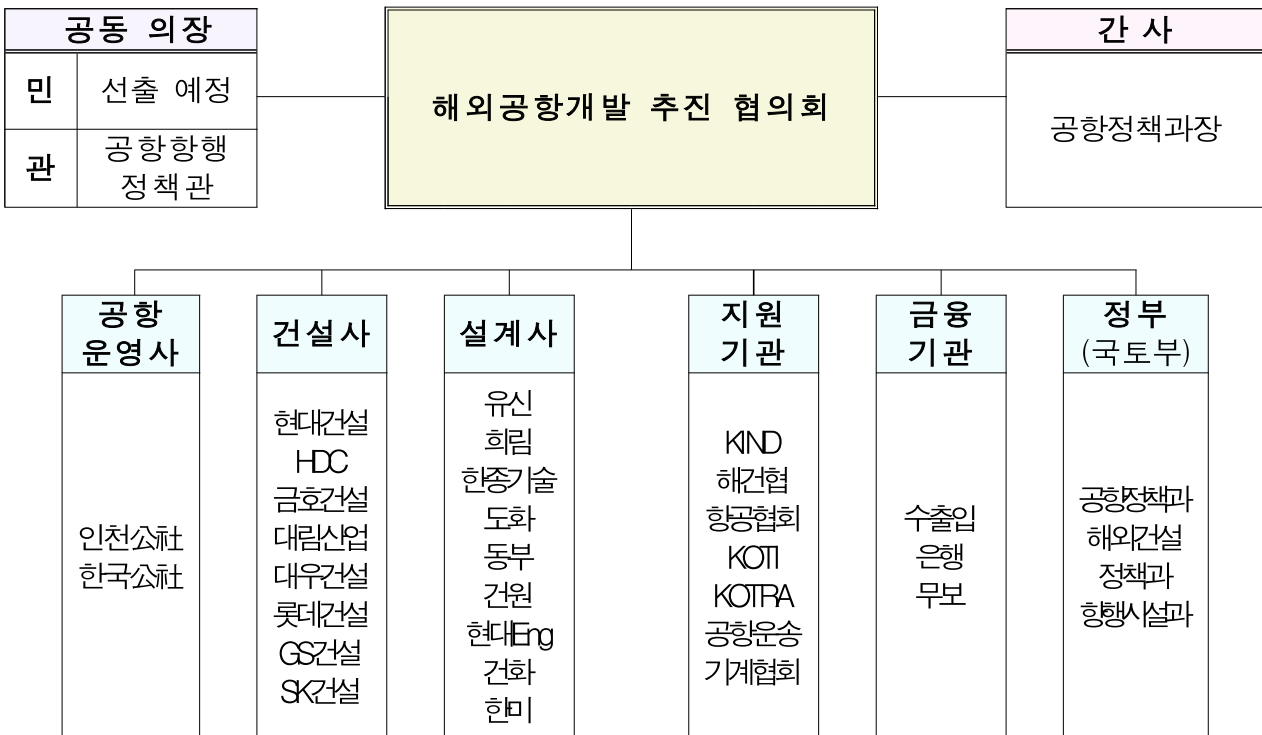 공동 의장
민
선출 예정
관
공항항행
정책관
해외공항개발 추진 협의회
간 사
공항정책과장
공항
운영사
인천公社
한국公社
건설사
현대건설
HDC
금호건설
대림산업
대우건설
롯데건설
GS건설
SK건설
설계사
유신
희림
한종기술
도화
동부
건원
현대Eng
건화
한미
지원
기관
KIND
해건협
항공협회
KOTI
KOTRA
공항운송
기계협회
금융
기관
수출입
은행
무보
정부
(국토부)
공항정책과
해외건설
정책과
항행시설과